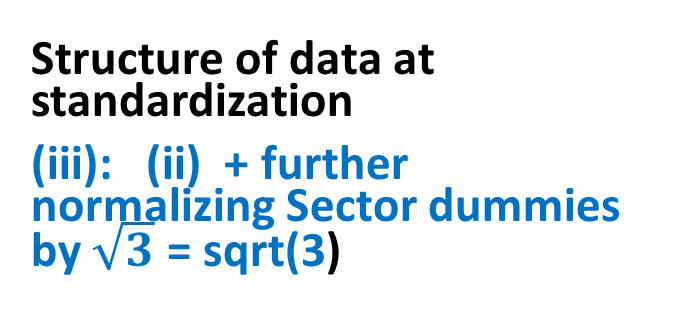 Structure of data at
standardization
(iii): (ii) + further
normalizing Sector dummies
by √3 = sqrt(3)